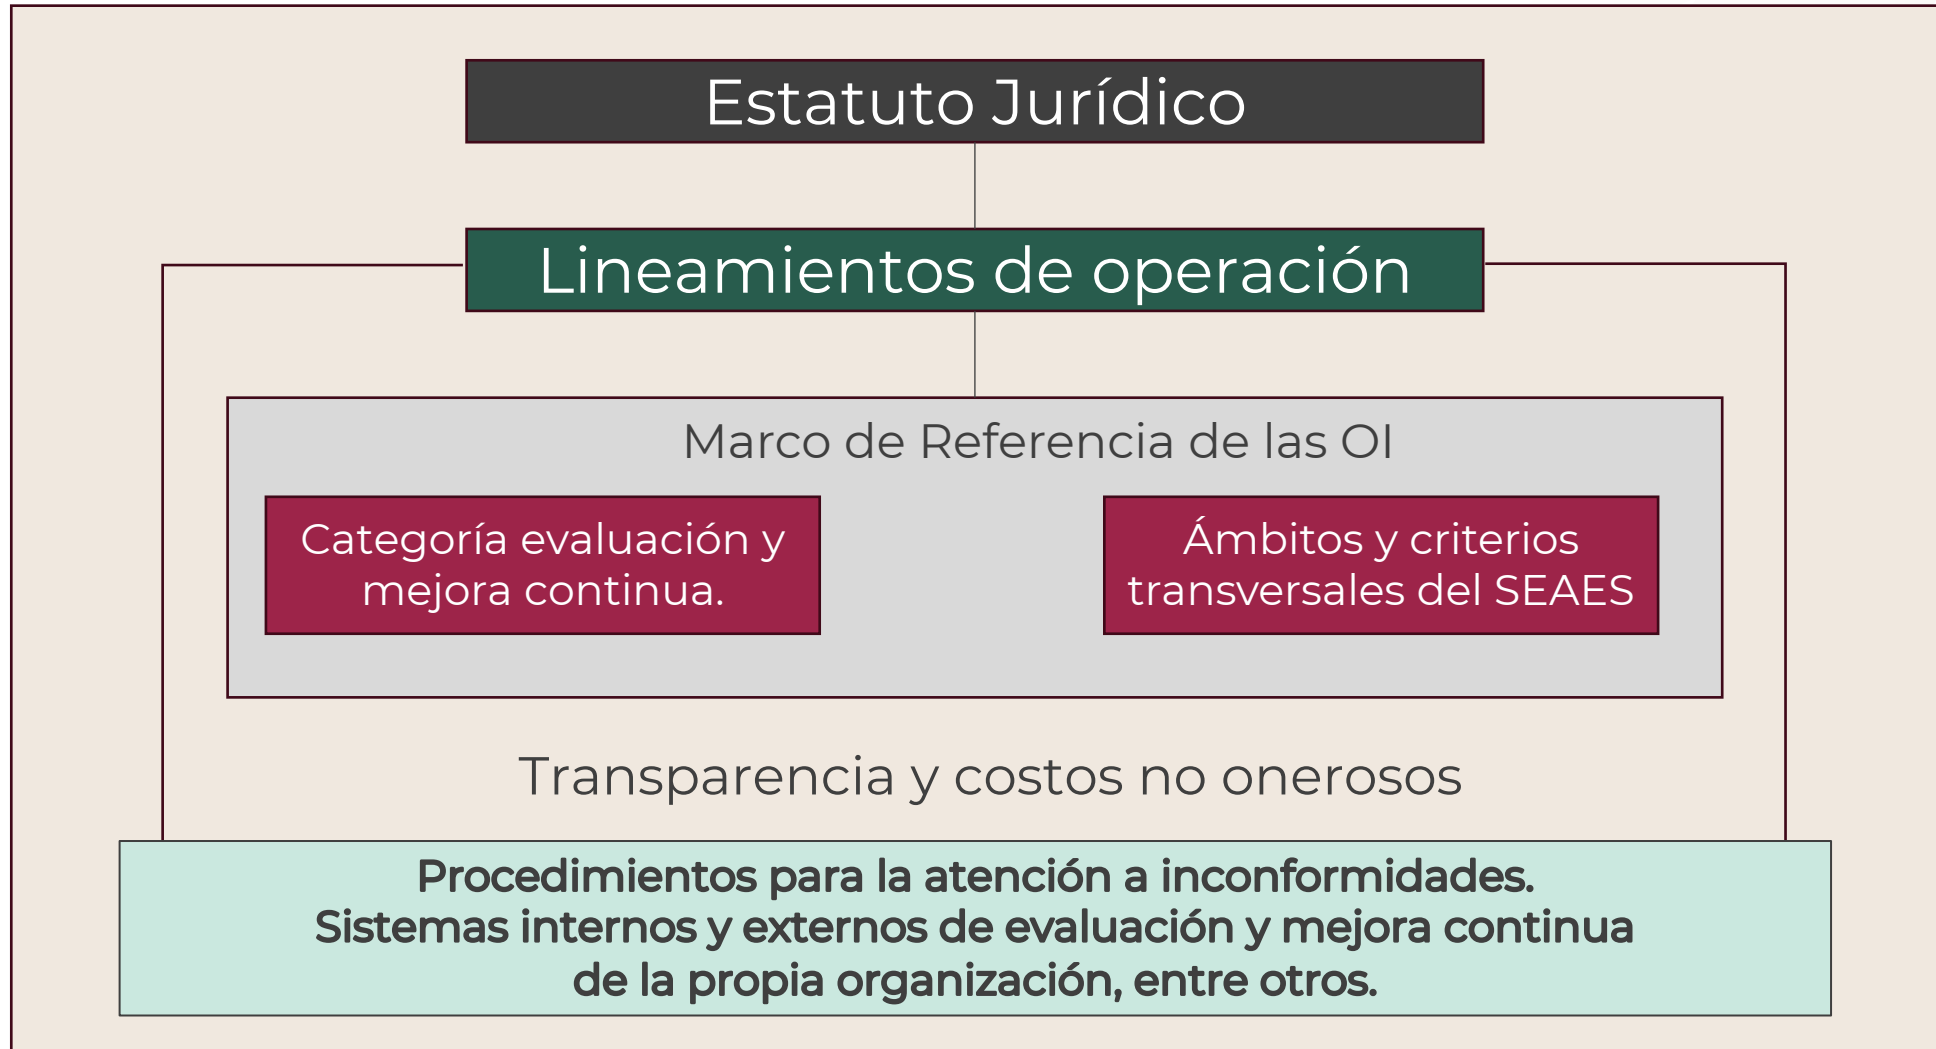 Estatuto Jurídico
Lineamientos de operación
Marco de Referencia de las OI
Categoría evaluación y
mejora continua.
Ámbitos y criterios
transversales del SEAES
Transparencia y costos no onerosos
Procedimientos para la atención a inconformidades.
Sistemas internos y externos de evaluación y mejora continua
de la propia organización, entre otros.